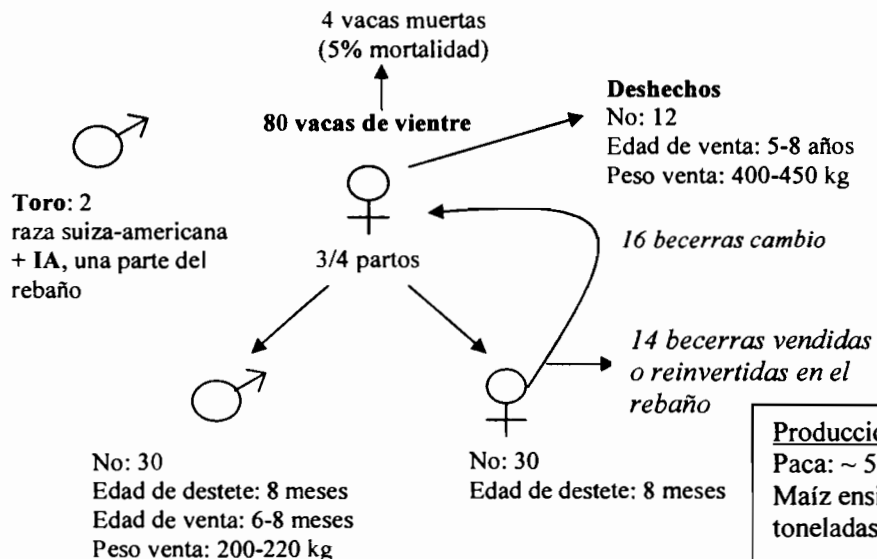 4 vacas muertas
(5% mortalidad)
80 vacas de vientre
Deshechos
No: 12
Edad de venta: 5-8 años
Peso venta: 400-450 kg
Toro: 2
raza suiza-americana
+ IA, una parte del
rebaño
3/4 partos
16 becerras cambio
14 becerras vendidas
o reinvertidas en el
rebaño
No: 30
Edad de destete: 8 meses
Edad de venta: 6-8 meses
Peso venta: 200-220 kg
No: 30
Edad de destete: 8 meses
Paca: ~ 5
Maíz
toneladas